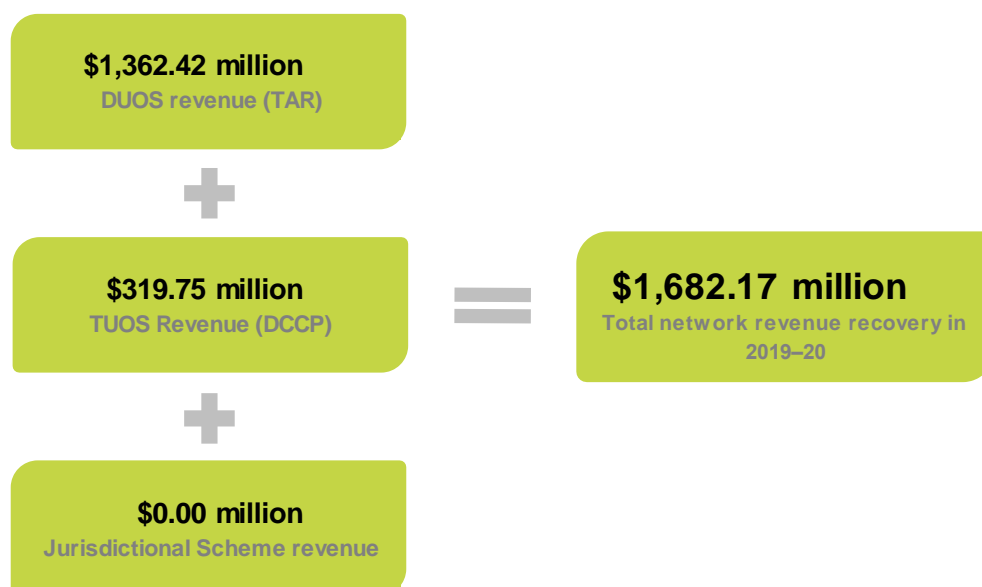 $1,362.42 million
DUOS revenue (TAR)
$319.75 million
TUOS Revenue (DCCP)
$1,682.17 million
Total network revenue recovery in
2019–20
$0.00 million
Jurisdictional Scheme revenue